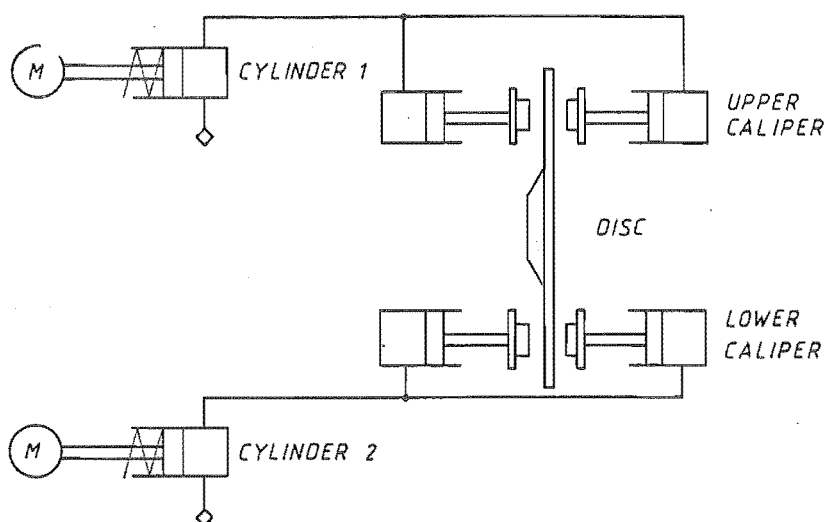 M
CYLINDER 1
UPPER
CALIPER
DISC
LOWER
CALIPER
M
CYLINDER 2